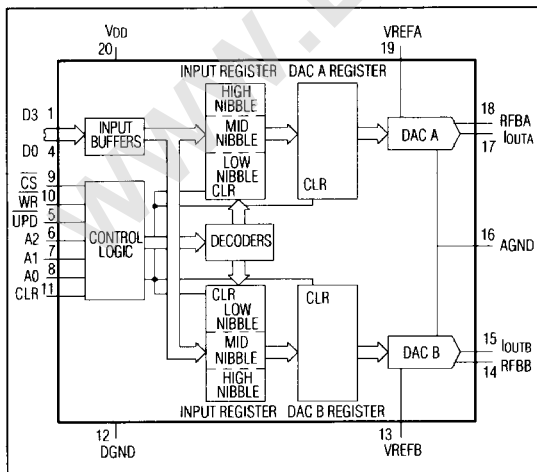 VDD
20
VREFA
19
INPUT REGISTER
DAC A REGISTER
D3 1
D0 4
INPUT
BUFFERS
HIGH
NIBBLE
MID
NIBBLE
LOW
NIBBLE
CLR
CLR
DAC A
18
RFBA
IOUTA
17
CS 9
WR 10
UPD 5
A2 6
A1 7
A0 8
CLR 11
CONTROL
LOGIC
DECODERS
16
AGND
CLR
LOW
NIBBLE
MID
NIBBLE
HIGH
NIBBLE
CLR
DAC B
15
IOUTB
RFBB
14
INPUT REGISTER
DAC B REGISTER
12
DGND
13
VREFB
WWW.